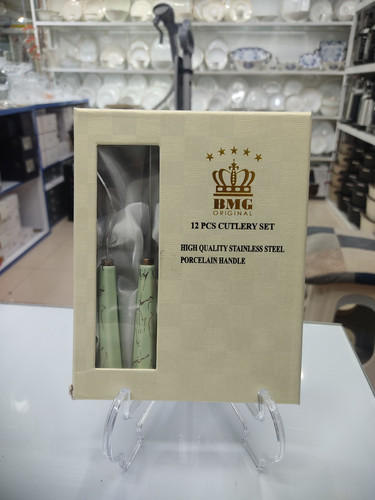 BMG
ORIGINAL
12 PCS CUTLERY SET
HIGH QUALITY STAINLESS STEEL
PORCELAIN HANDLE